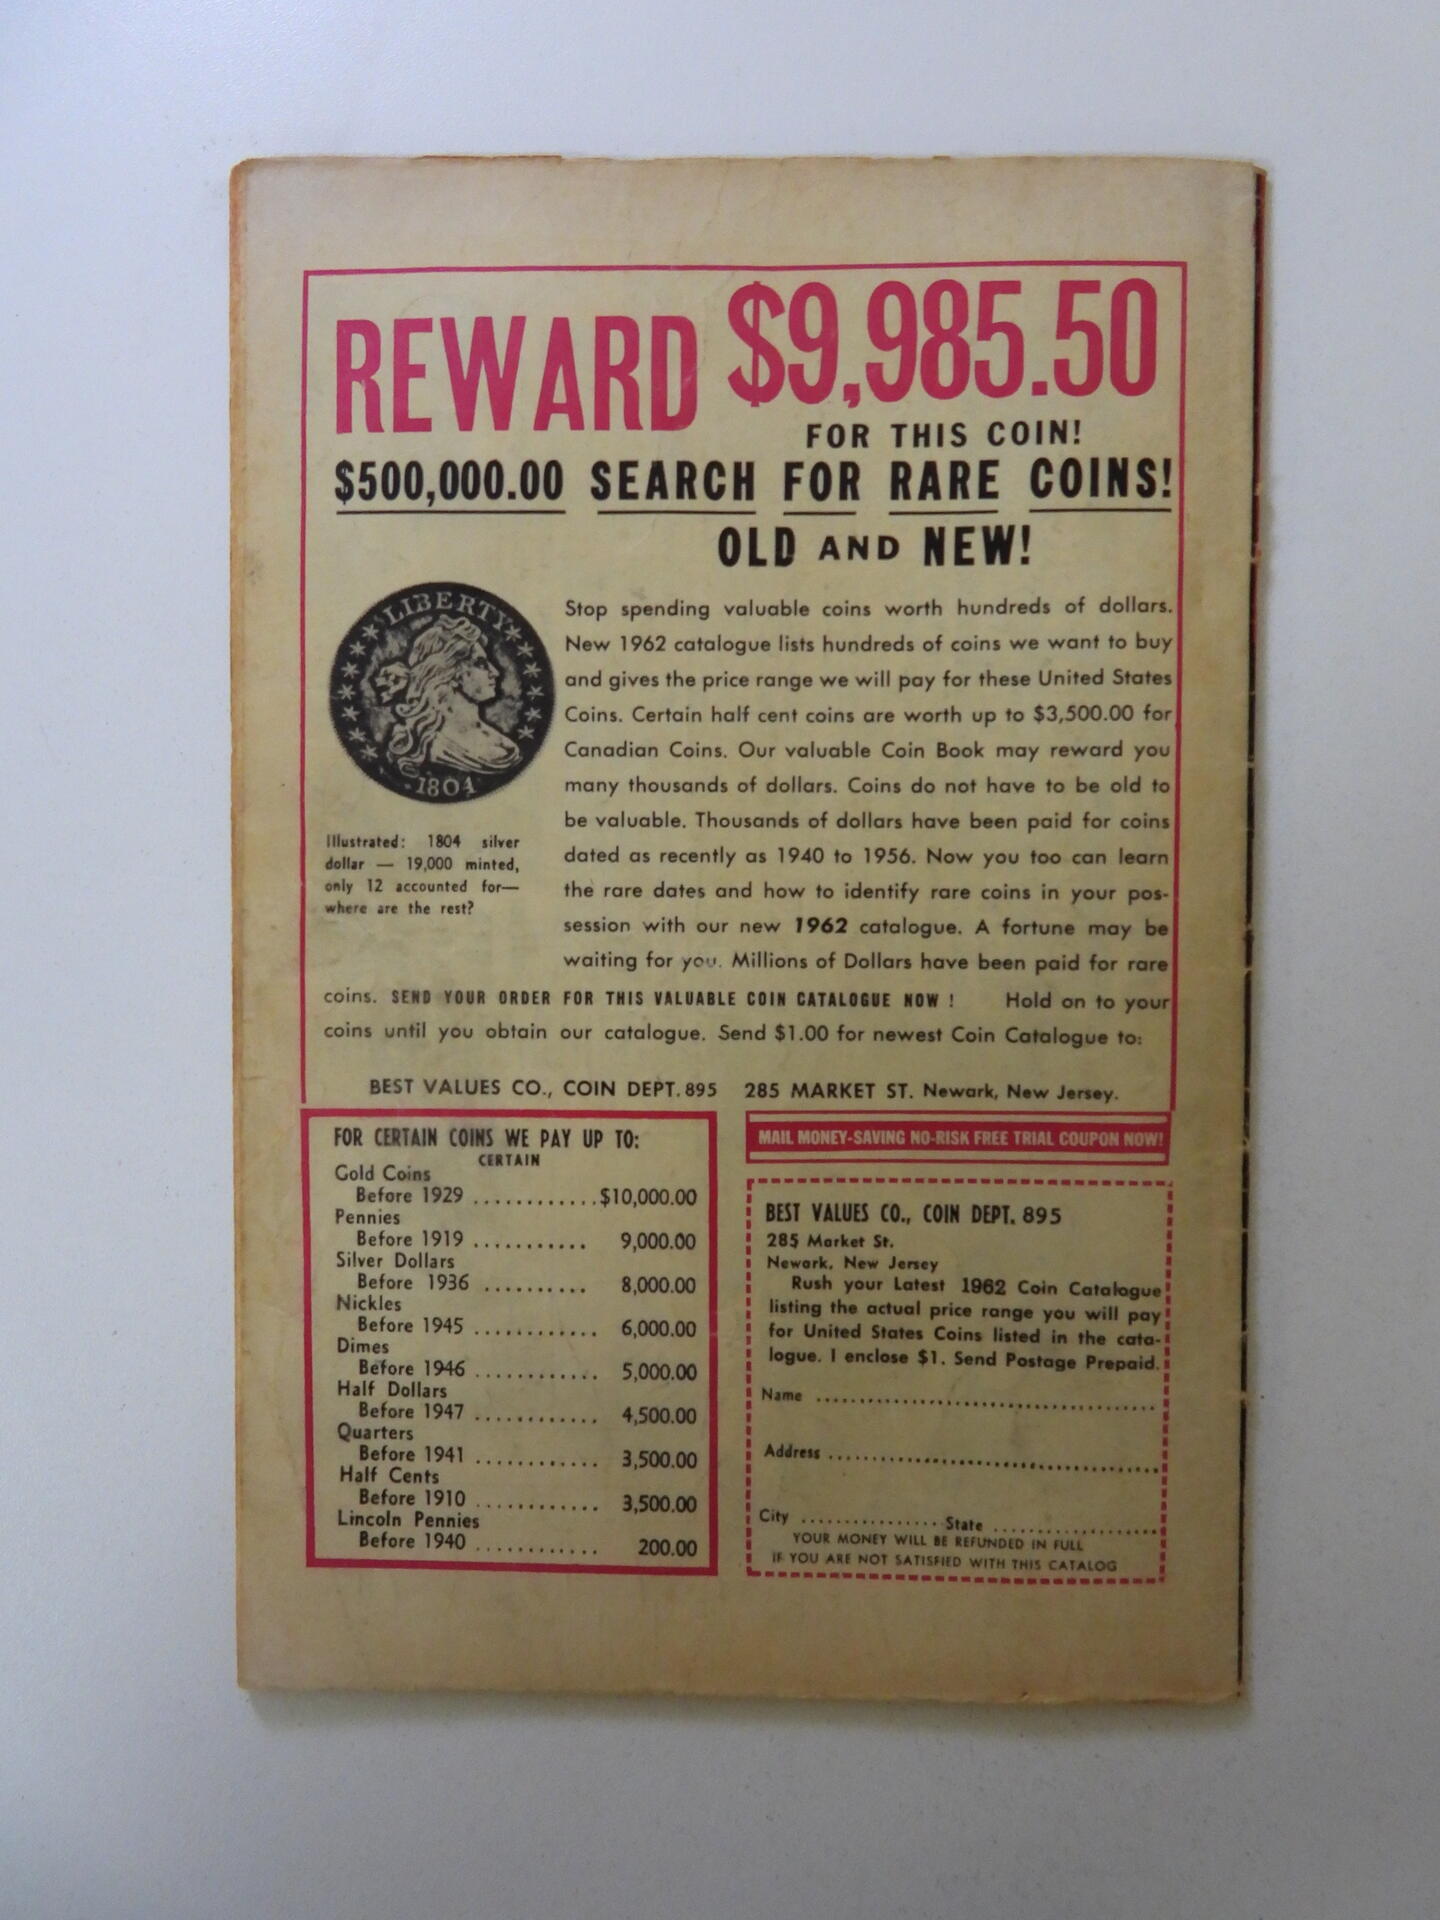 REWARD $9,985.50
FOR THIS COIN!
$500,000.00 SEARCH FOR RARE COINS!
OLD AND NEW!
LIBERTY
1804
Illustrated: 1804 silver
dollar — 19,000 minted,
only 12 accounted for—
where are the rest?
Stop spending valuable coins worth hundreds of dollars.
New 1962 catalogue lists hundreds of coins we want to buy
and gives the price range we will pay for these United States
Coins. Certain half cent coins are worth up to $3,500.00 for
Canadian Coins. Our valuable Coin Book may reward you
many thousands of dollars. Coins do not have to be old to
be valuable. Thousands of dollars have been paid for coins
dated as recently as 1940 to 1956. Now you too can learn
the rare dates and how to identify rare coins in your pos-
session with our new 1962 catalogue. A fortune may be
waiting for you. Millions of Dollars have been paid for rare
coins. SEND YOUR ORDER FOR THIS VALUABLE COIN CATALOGUE NOW ! Hold on to your
coins until you obtain our catalogue. Send $1.00 for newest Coin Catalogue to:
BEST VALUES CO., COIN DEPT. 895 285 MARKET ST. Newark, New Jersey.
FOR CERTAIN COINS WE PAY UP TO:
CERTAIN
Gold Coins
Before 1929 ............$10,000.00
Pennies
Before 1919 ........... 9,000.00
Silver Dollars
Before 1936 .......... 8,000.00
Nickles
Before 1945 ............ 6,000.00
Dimes
Before 1946 ............ 5,000.00
Half Dollars
Before 1947 ............ 4,500.00
Quarters
Before 1941 ............ 3,500.00
Half Cents
Before 1910 ............ 3,500.00
Lincoln Pennies
Before 1940 ............ 200.00
MAIL MONEY-SAVING NO-RISK FREE TRIAL COUPON NOW!
BEST VALUES CO., COIN DEPT. 895
285 Market St.
Newark, New Jersey
Rush your Latest 1962 Coin Catalogue
listing the actual price range you will pay
for United States Coins listed in the cata-
logue. I enclose $1. Send Postage Prepaid.
Name ........................................
Address ........................................
City ................ State ....................
YOUR MONEY WILL BE REFUNDED IN FULL
IF YOU ARE NOT SATISFIED WITH THIS CATALOG